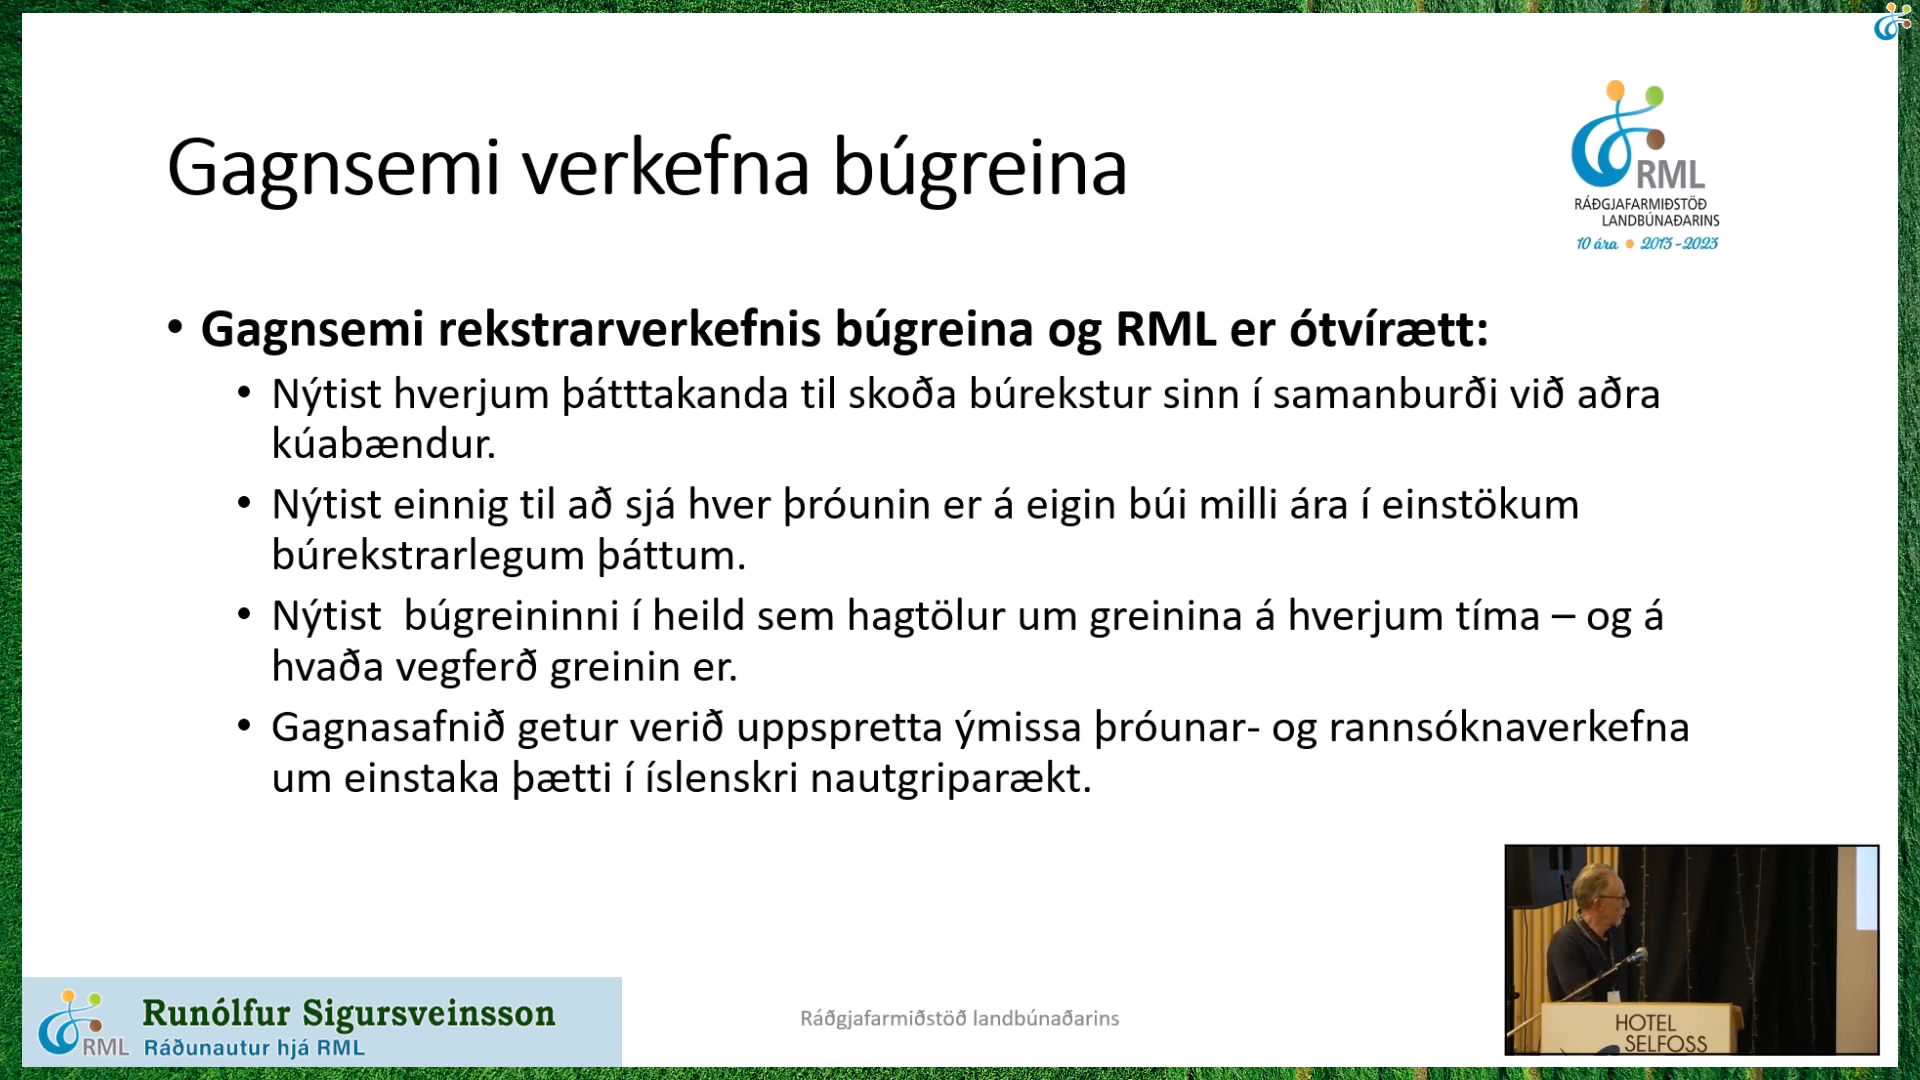 Gagnsemi verkefna búgreina
RML
RÁÐGJAFARMIÐSTÖÐ
LANDBÚNAÐARINS
10 ára • 2013-2023
• Gagnsemi rekstrarverkefnis búgreina og RML er ótvírætt:
• Nýtist hverjum þátttakanda til skoða búrekstur sinn í samanburði við aðra
kúabændur.
• Nýtist einnig til að sjá hver þróunin er á eigin búi milli ára í einstökum
búrekstrarlegum þáttum.
• Nýtist  búgreininni í heild sem hagtölur um greinina á hverjum tíma – og á
hvaða vegferð greinin er.
• Gagnasafnið getur verið uppspretta ýmissa þróunar- og rannsóknaverkefna
um einstaka þætti í íslenskri nautgriparækt.
RML
Runólfur Sigursveinsson
Ráðunautur hjá RML
Ráðgjafarmiðstöð landbúnaðarins
HOTEL
SELFOSS